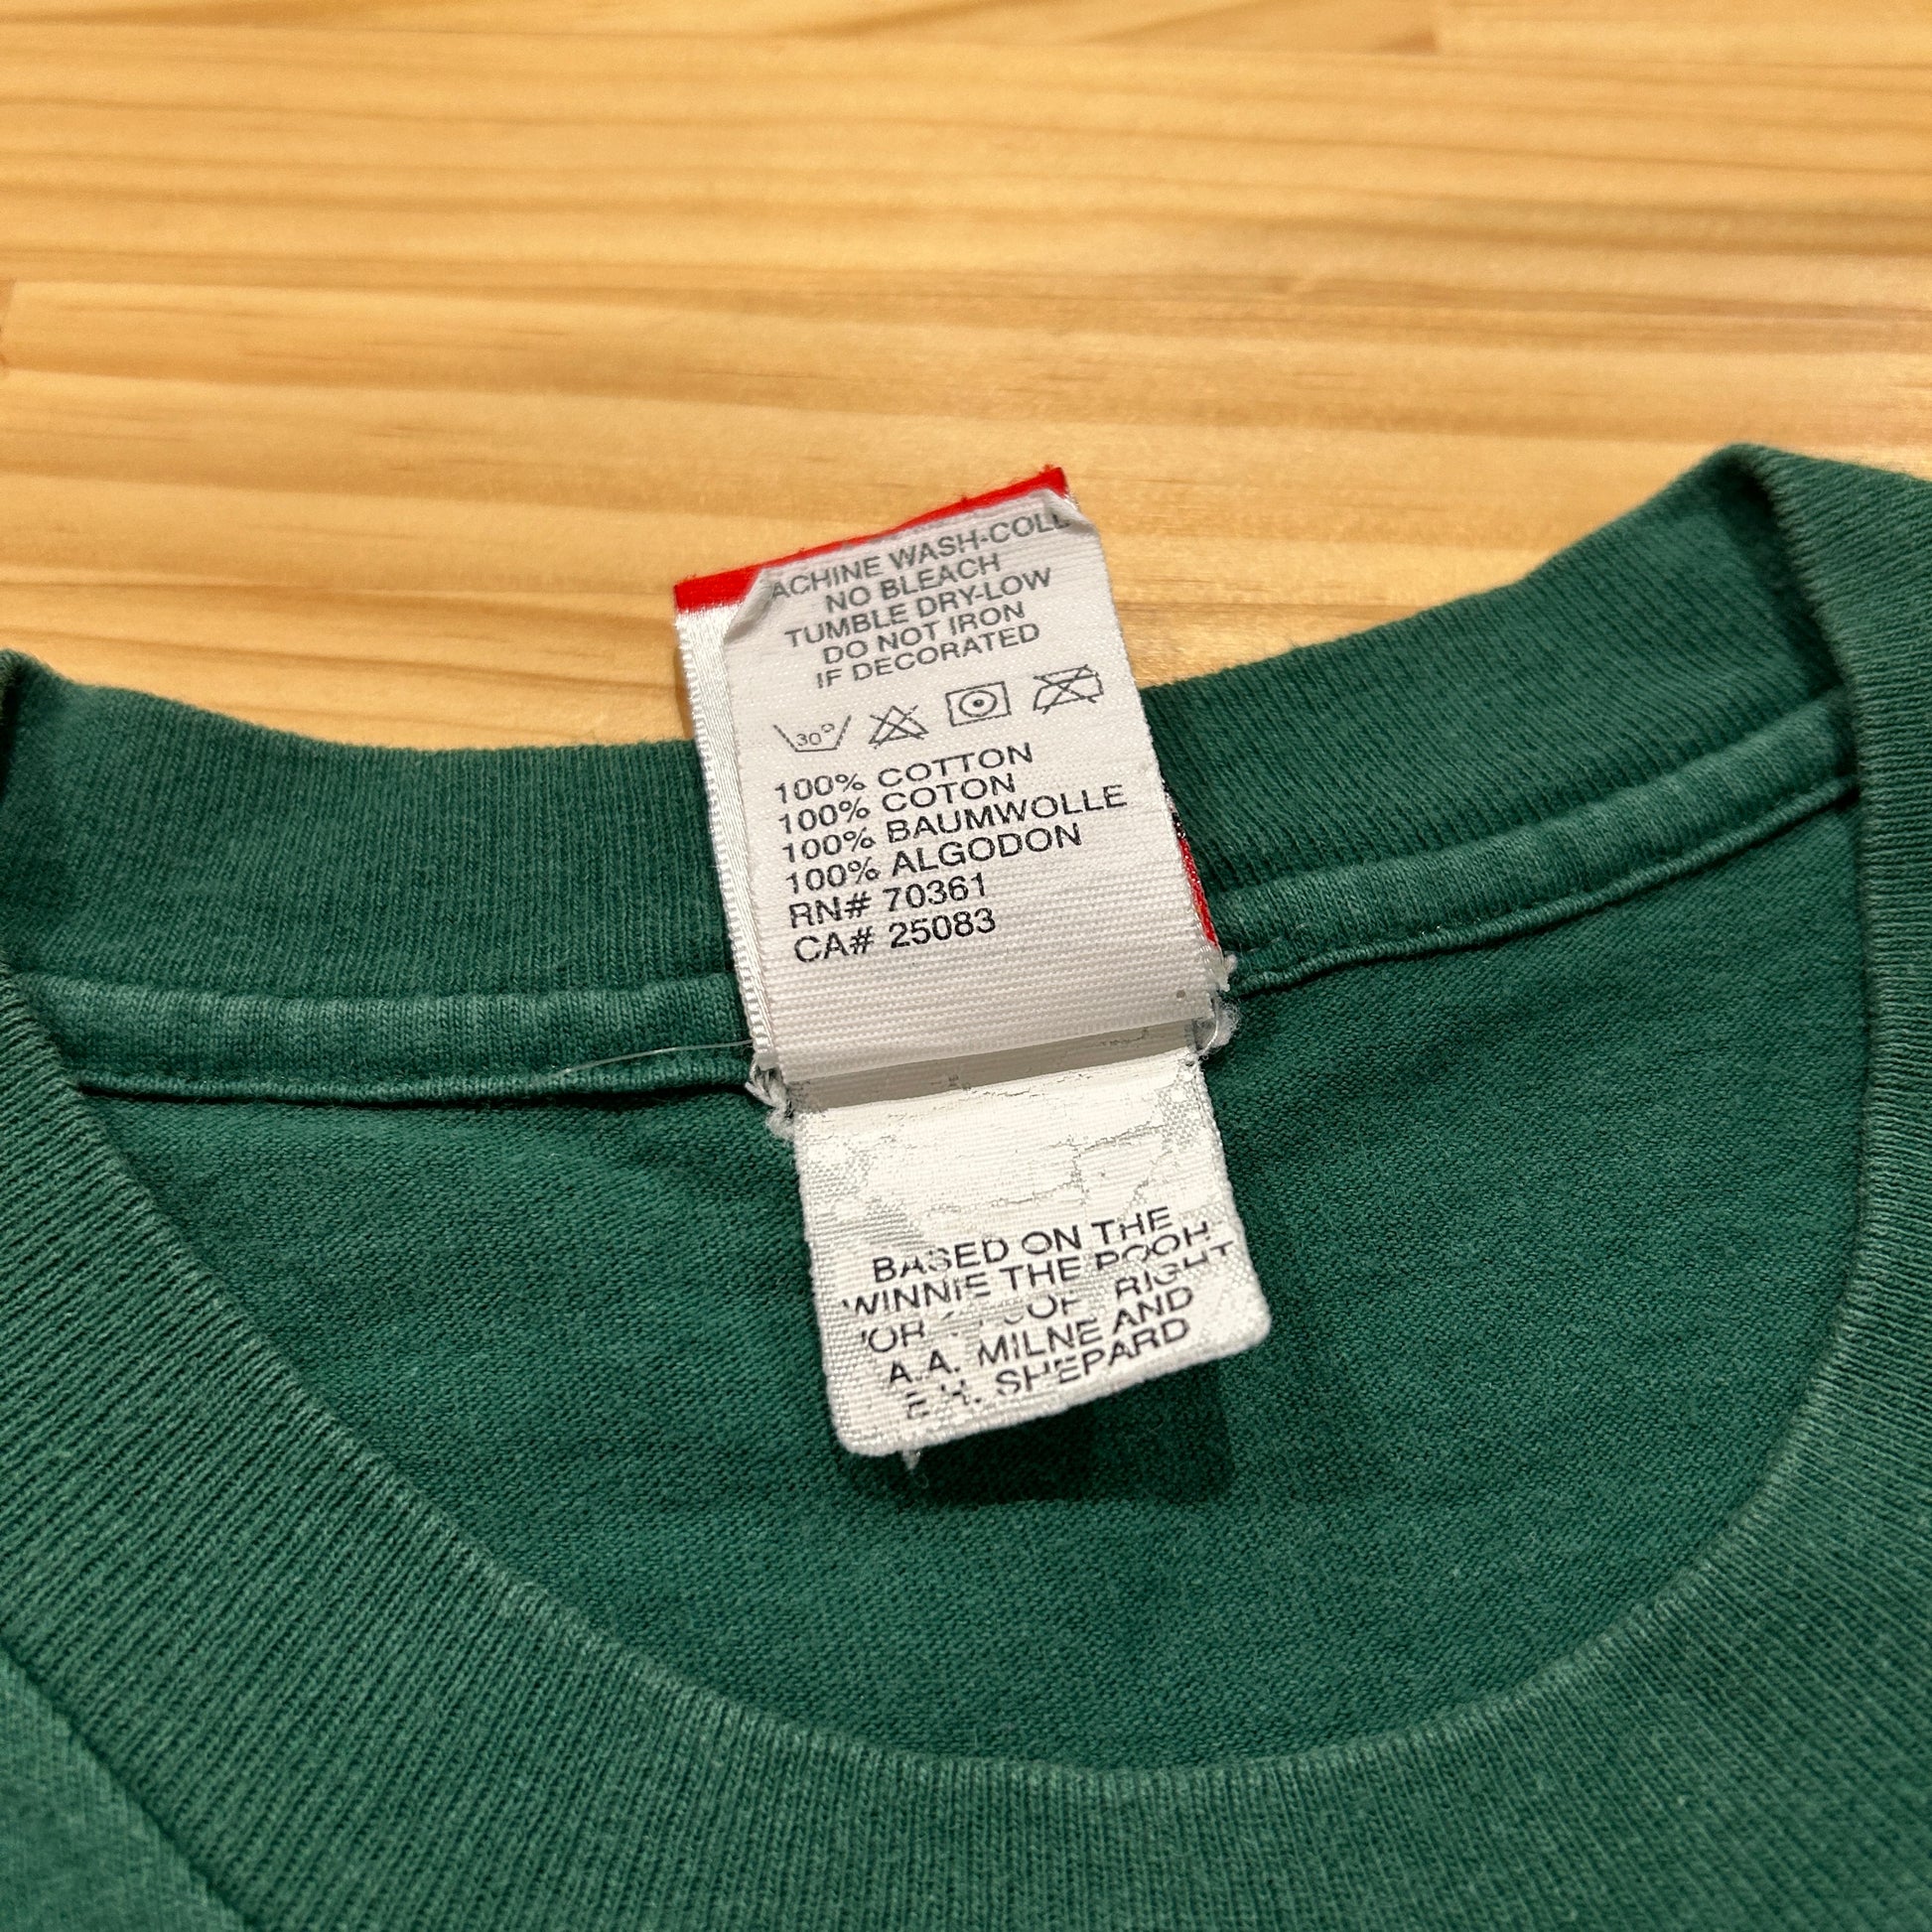 ACHINE WASH-COLL
NO BLEACH
TUMBLE DRY-LOW
DO NOT IRON
IF DECORATED
30°
100% COTTON
100% COTON
100% BAUMWOLLE
100% ALGODON
RN# 70361
CA# 25083
BASED ON THE
WINNIE THE POOH
RIGHT
A.A. MILNE AND
E.H. SHEPARD